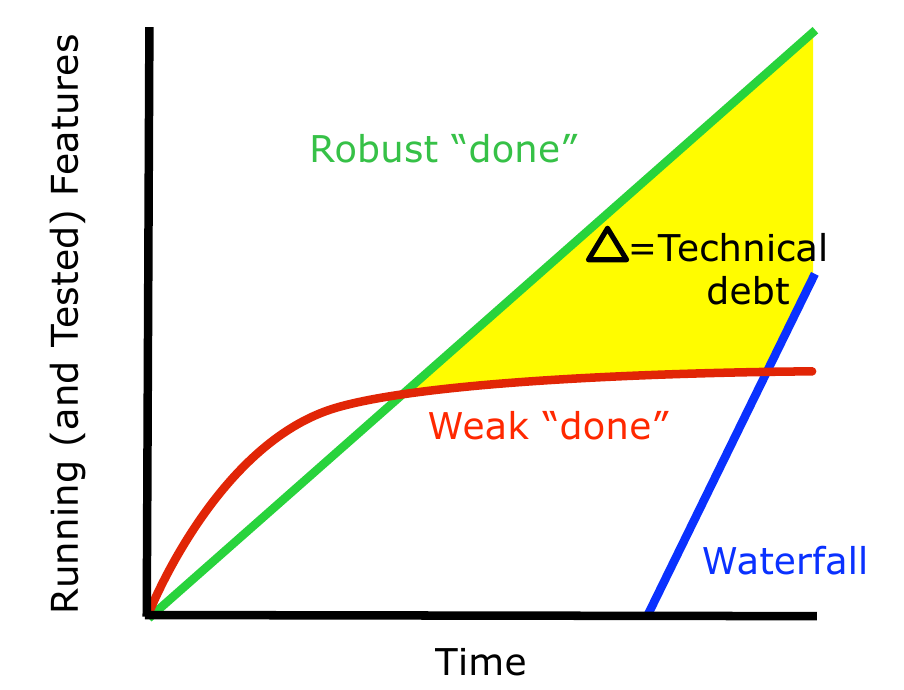 Running (and Tested) Features
Robust “done”
=Technical
debt
Weak “done”
Waterfall
Time